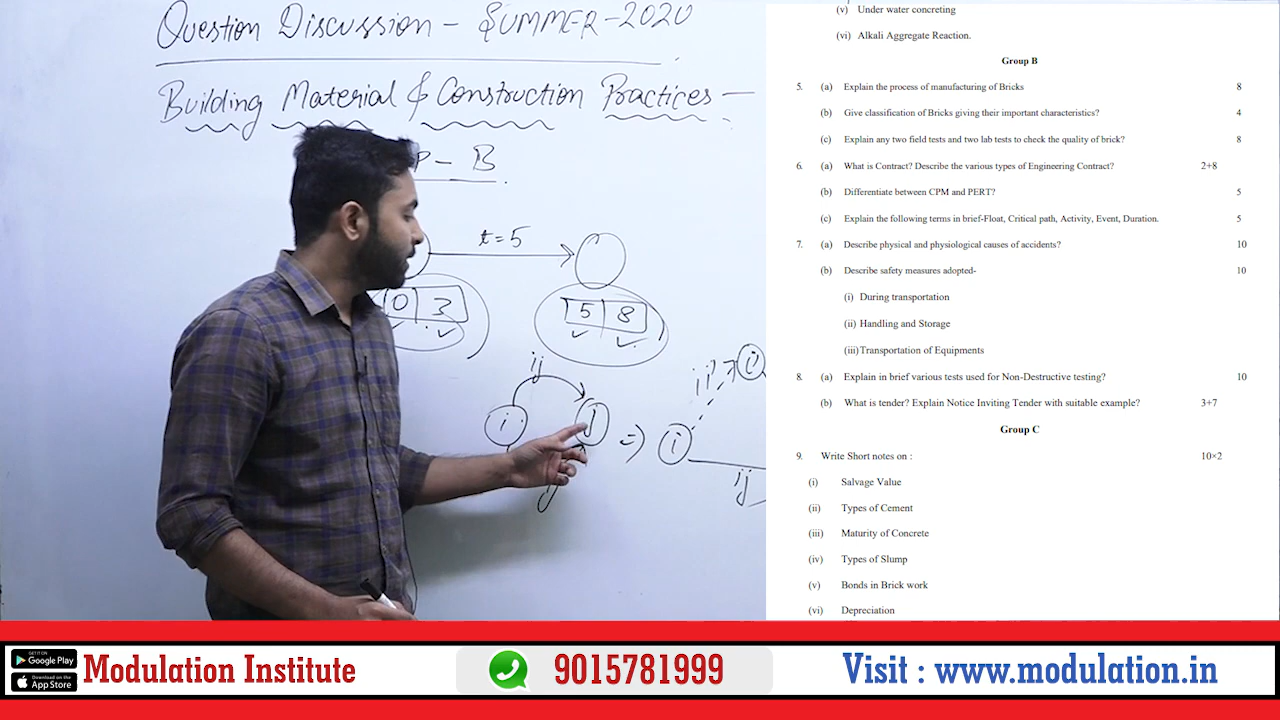 Question Discussion - SUMMER-2020
Building Material & Construction Practices -
P - B
t=5
0 3
5 8
ij
i
j
=)
i
ij
ij
(v) Under water concreting
(vi) Alkali Aggregate Reaction.
Group B
5. (a) Explain the process of manufacturing of Bricks 8
(b) Give classification of Bricks giving their important characteristics? 4
(c) Explain any two field tests and two lab tests to check the quality of brick? 8
6. (a) What is Contract? Describe the various types of Engineering Contract? 2+8
(b) Differentiate between CPM and PERT? 5
(c) Explain the following terms in brief-Float, Critical path, Activity, Event, Duration. 5
7. (a) Describe physical and physiological causes of accidents? 10
(b) Describe safety measures adopted- 10
(i) During transportation
(ii) Handling and Storage
(iii) Transportation of Equipments
8. (a) Explain in brief various tests used for Non-Destructive testing? 10
(b) What is tender? Explain Notice Inviting Tender with suitable example? 3+7
Group C
9. Write Short notes on : 10×2
(i) Salvage Value
(ii) Types of Cement
(iii) Maturity of Concrete
(iv) Types of Slump
(v) Bonds in Brick work
(vi) Depreciation
GET IT ON
Google Play
Download on the
App Store
Modulation Institute
9015781999
Visit : www.modulation.in